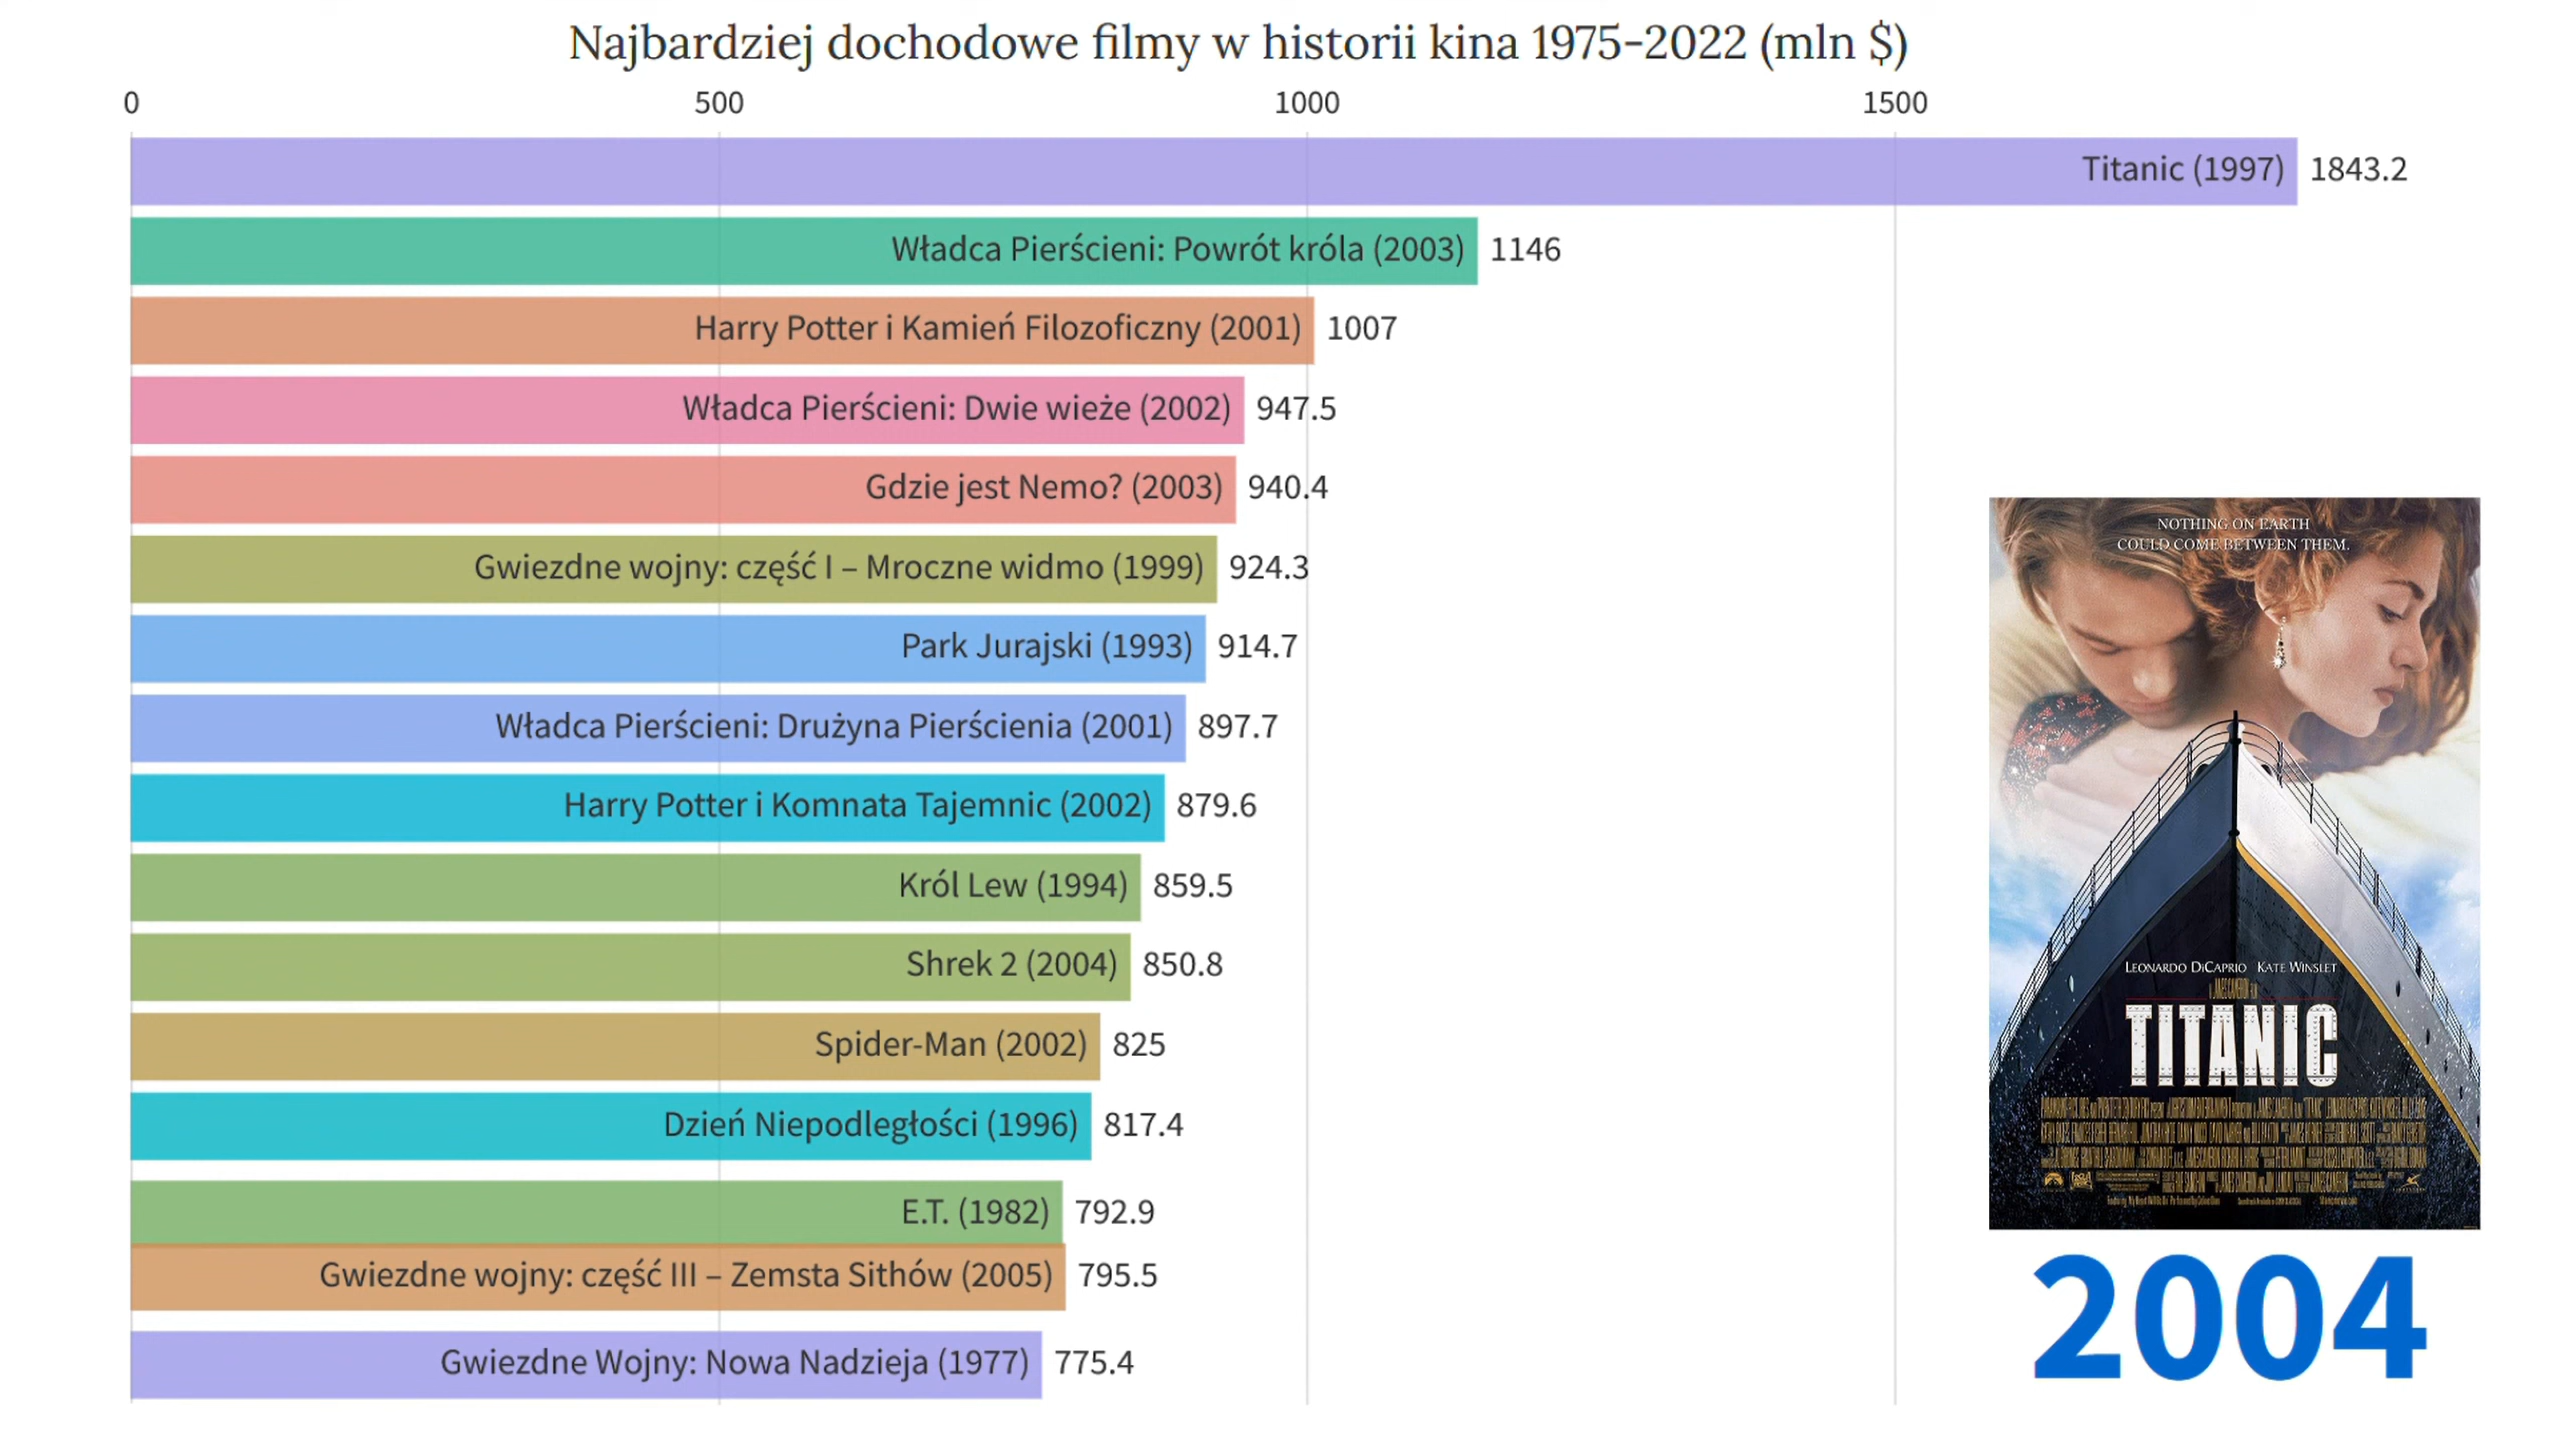 Najbardziej dochodowe filmy w historii kina 1975-2022 (mln $)
0 500 1000 1500
Titanic (1997) 1843.2
Władca Pierścieni: Powrót króla (2003) 1146
Harry Potter i Kamień Filozoficzny (2001) 1007
Władca Pierścieni: Dwie wieże (2002) 947.5
Gdzie jest Nemo? (2003) 940.4
Gwiezdne wojny: część I – Mroczne widmo (1999) 924.3
Park Jurajski (1993) 914.7
Władca Pierścieni: Drużyna Pierścienia (2001) 897.7
Harry Potter i Komnata Tajemnic (2002) 879.6
Król Lew (1994) 859.5
Shrek 2 (2004) 850.8
Spider-Man (2002) 825
Dzień Niepodległości (1996) 817.4
E.T. (1982) 792.9
Gwiezdne wojny: część III – Zemsta Sithów (2005) 795.5
Gwiezdne Wojny: Nowa Nadzieja (1977) 775.4
NOTHING ON EARTH
COULD COME BETWEEN THEM.
LEONARDO DICAPRIO KATE WINSLET
TITANIC
2004